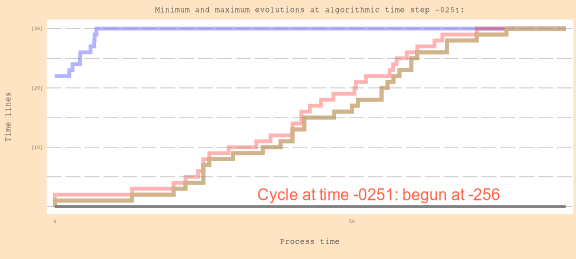 Minimum and maximum evolutions at algorithmic time step -0251:
[30]
[20]
[10]
Time lines
Cycle at time -0251: begun at -256
0
50
Process time